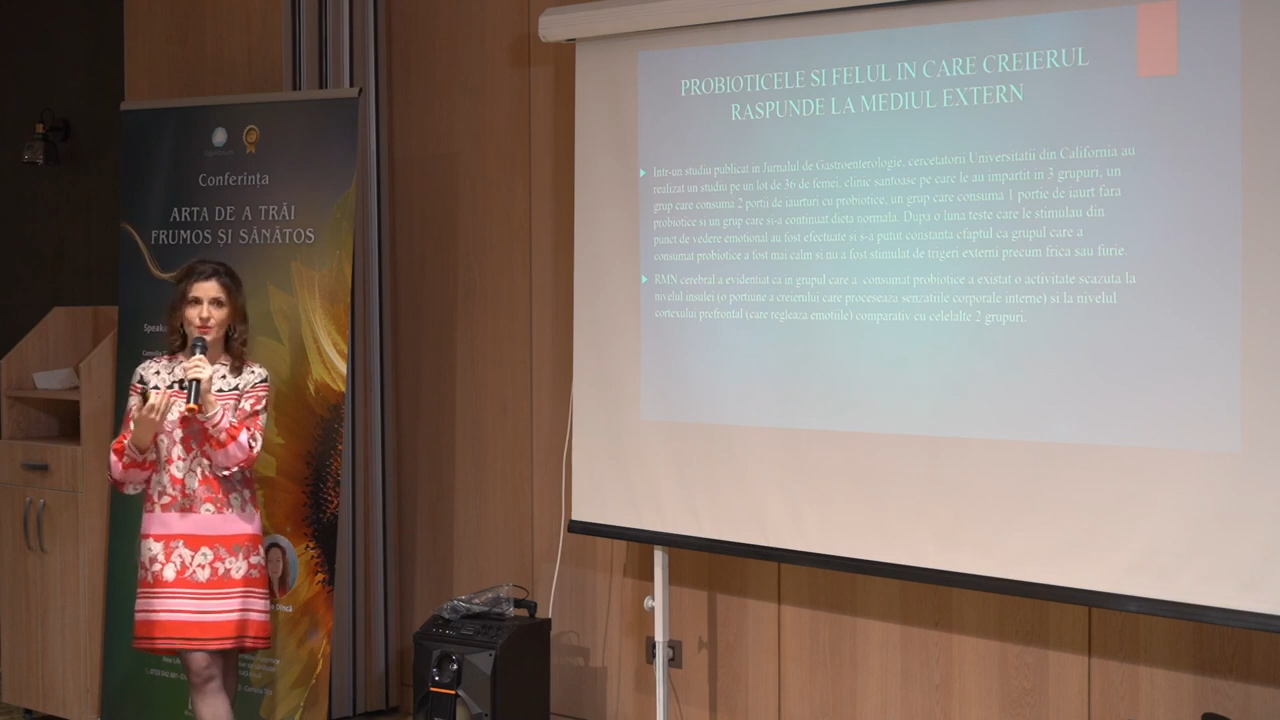 Conferința
ARTA DE A TRĂI
FRUMOS ȘI SĂNĂTOS
PROBIOTICELE SI FELUL IN CARE CREIERUL
RASPUNDE LA MEDIUL EXTERN
Intr-un studiu publicat in Jurnalul de Gastroenterologie, cercetatorii Universitatii din California au
realizat un studiu pe un lot de 36 de femei, clinic santoase pe care le au impartit in 3 grupuri, un
grup care consuma 2 portii de iaurturi cu probiotice, un grup care consuma 1 portie de iaurt fara
probiotice si un grup care si-a continuat dieta normala. Dupa o luna teste care le stimulau din
punct de vedere emotional au fost efectuate si s-a putut constanta cfaptul ca grupul care a
consumat probiotice a fost mai calm si nu a fost stimulat de trigeri externi precum frica sau furie.
RMN cerebral a evidentiat ca in grupul care a consumat probiotice a existat o activitate scazuta la
nivelul insulei (o portiune a creierului care proceseaza senzatiile corporale interne) si la nivelul
cortexului prefrontal (care regleaza emotiile) comparativ cu celelalte 2 grupuri.
Dincă